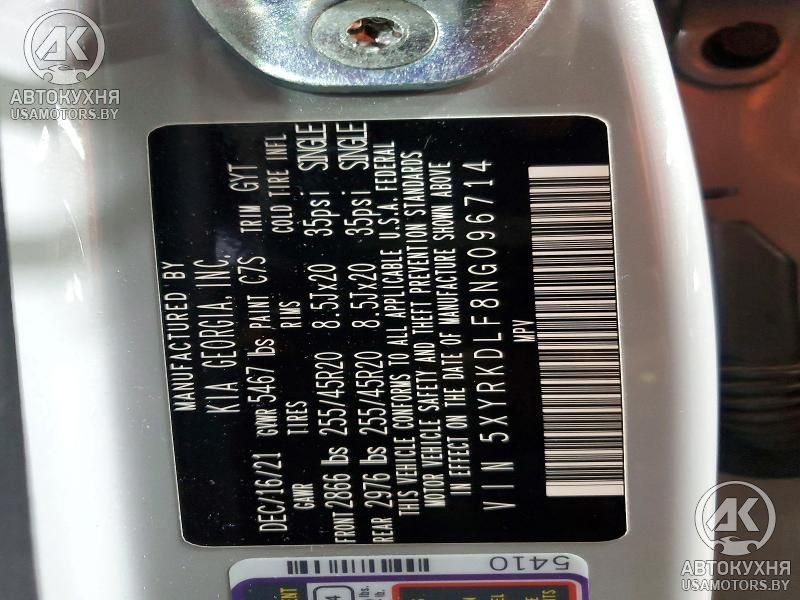 AK
АВТОКУХНЯ
USAMOTORS.BY
MANUFACTURED BY
KIA GEORGIA, INC.
DEC/16/21 GVWR 5467 lbs PAINT C7S TRIM GYT
GAWR TIRES RIMS COLD TIRE INFL
FRONT 2866 lbs 255/45R20 8.5Jx20 35psi SINGLE
REAR 2976 lbs 255/45R20 8.5Jx20 35psi SINGLE
THIS VEHICLE CONFORMS TO ALL APPLICABLE U.S.A. FEDERAL
MOTOR VEHICLE SAFETY AND THEFT PREVENTION STANDARDS
IN EFFECT ON THE DATE OF MANUFACTURE SHOWN ABOVE
VIN 5XYRKDLF8NG096714
MPV
5410
AK
АВТОКУХНЯ
USAMOTORS.BY